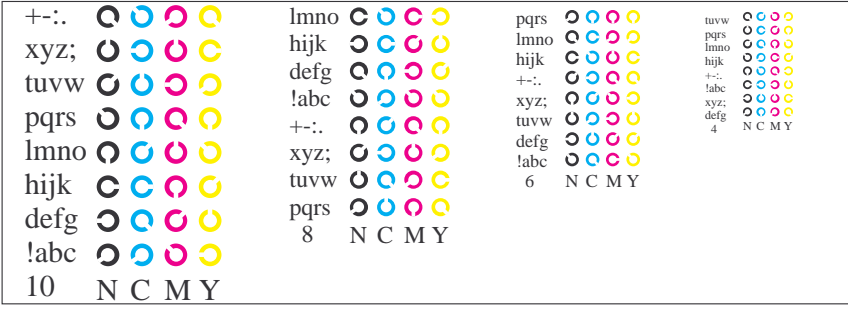 +-:.
xyz;
tuvw
pqrs
lmno
hijk
defg
!abc
10 N C M Y
lmno
hijk
defg
!abc
+-:.
xyz;
tuvw
pqrs
8 N C M Y
pqrs
lmno
hijk
+-:.
xyz;
tuvw
defg
!abc
6 N C M Y
tuvw
pqrs
lmno
hijk
+-:.
!abc
xyz;
defg
4 N C M Y